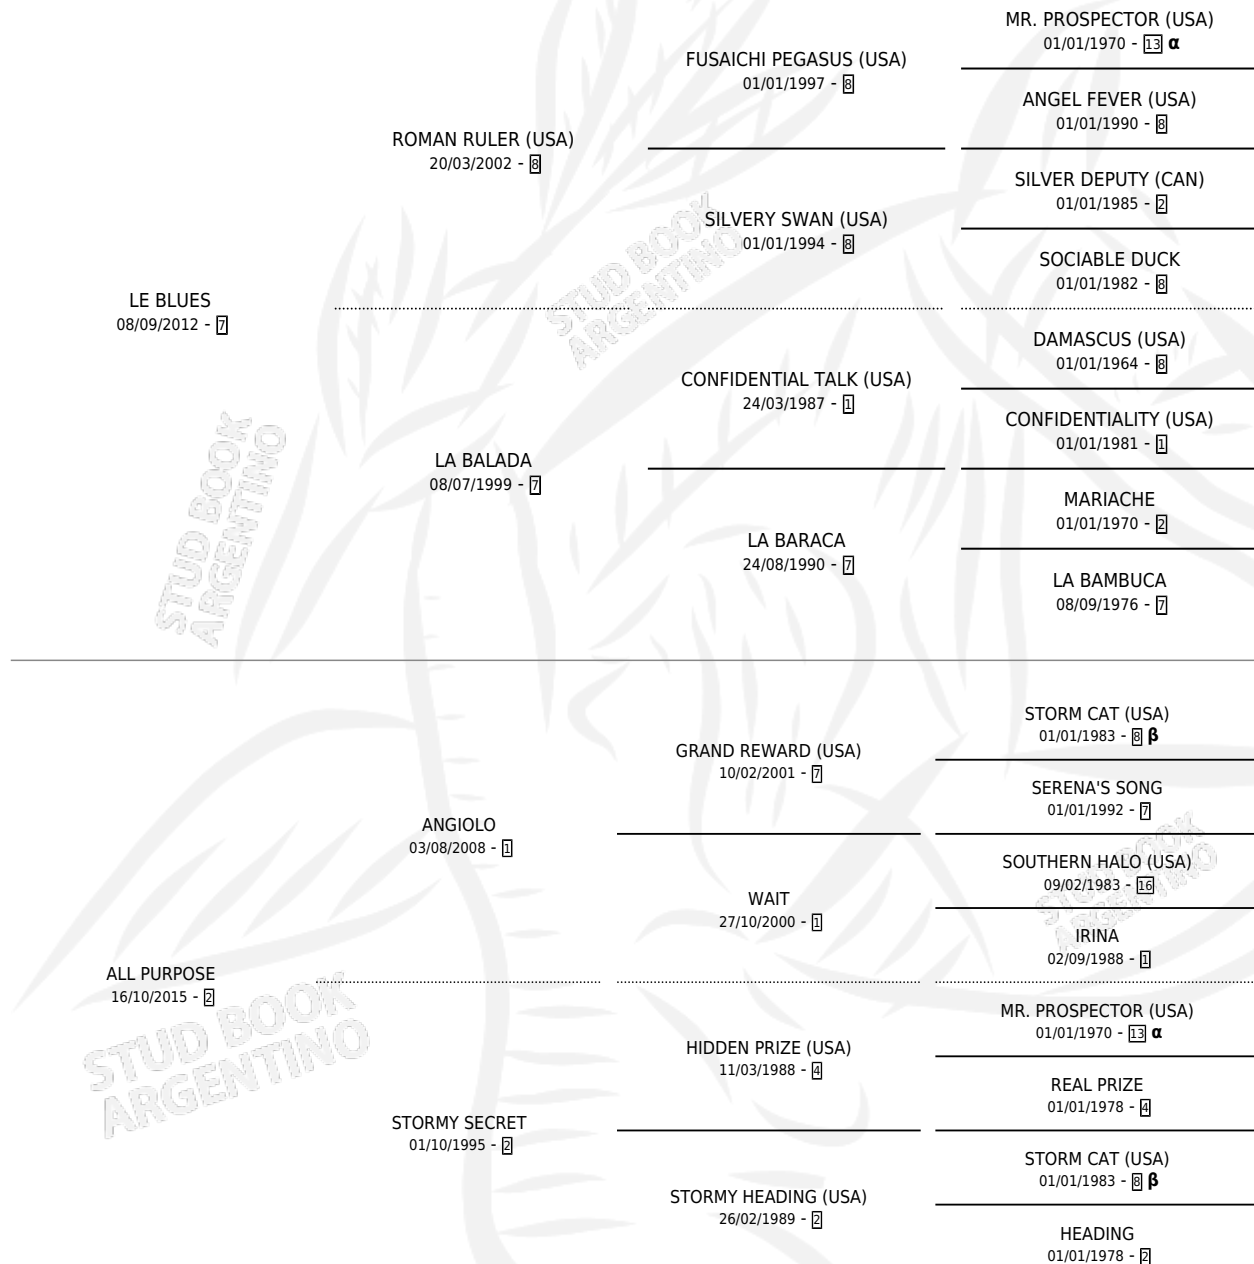 MR. PROSPECTOR (USA)
01/01/1970 - 13 α
FUSAICHI PEGASUS (USA)
01/01/1997 - 8
ANGEL FEVER (USA)
01/01/1990 - 8
ROMAN RULER (USA)
20/03/2002 - 8
SILVER DEPUTY (CAN)
01/01/1985 - 2
SILVERY SWAN (USA)
01/01/1994 - 8
SOCIABLE DUCK
01/01/1982 - 8
STUD BOOK
ARGENTINO
LE BLUES
08/09/2012 - 7
DAMASCUS (USA)
01/01/1964 - 8
CONFIDENTIAL TALK (USA)
24/03/1987 - 1
CONFIDENTIALITY (USA)
01/01/1981 - 1
LA BALADA
08/07/1999 - 7
MARIACHE
01/01/1970 - 2
LA BARACA
24/08/1990 - 7
LA BAMBUCA
08/09/1976 - 7
STUD BOOK
ARGENTINO
STORM CAT (USA)
01/01/1983 - 8 β
GRAND REWARD (USA)
10/02/2001 - 7
SERENA'S SONG
01/01/1992 - 7
ANGIOLO
03/08/2008 - 1
SOUTHERN HALO (USA)
09/02/1983 - 16
WAIT
27/10/2000 - 1
IRINA
02/09/1988 - 1
STUD BOOK
ARGENTINO
ALL PURPOSE
16/10/2015 - 2
MR. PROSPECTOR (USA)
01/01/1970 - 13 α
HIDDEN PRIZE (USA)
11/03/1988 - 4
REAL PRIZE
01/01/1978 - 4
STUD BOOK
ARGENTINO
STORMY SECRET
01/10/1995 - 2
STORM CAT (USA)
01/01/1983 - 8 β
STORMY HEADING (USA)
26/02/1989 - 2
HEADING
01/01/1978 - 2